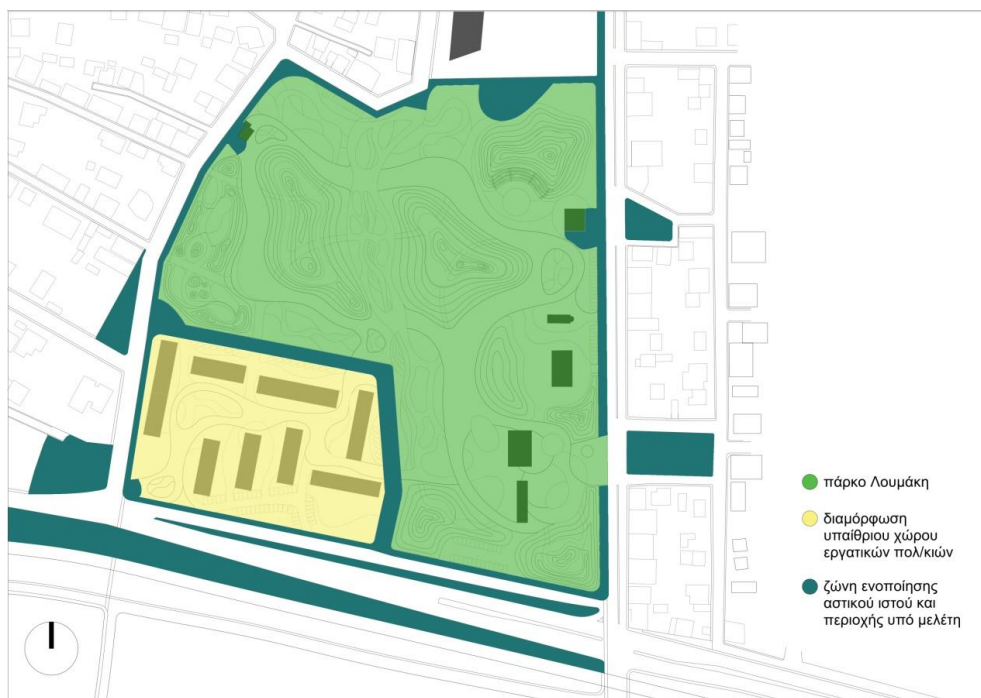 πάρκο Λουμάκη
διαμόρφωση
υπαίθριου χώρου
εργατικών πολ/κιών
ζώνη ενοποίησης
αστικού ιστού και
περιοχής υπό μελέτη